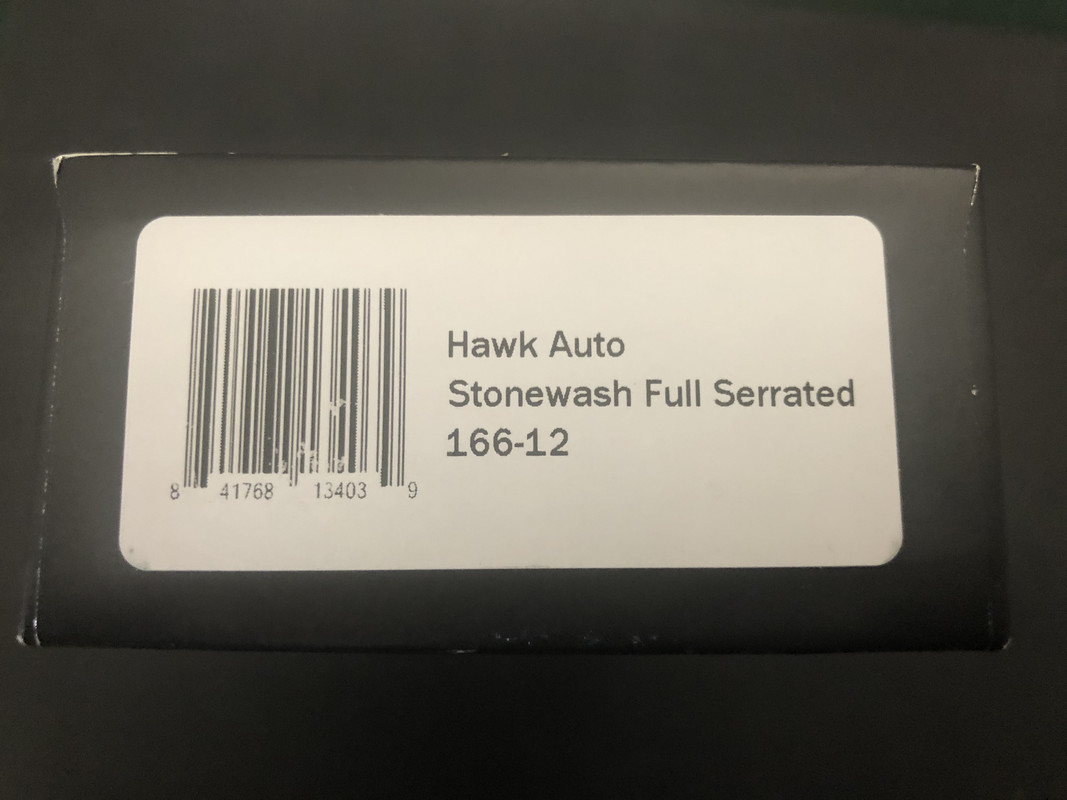 Hawk Auto
Stonewash Full Serrated
166-12
8 41768 13403 9